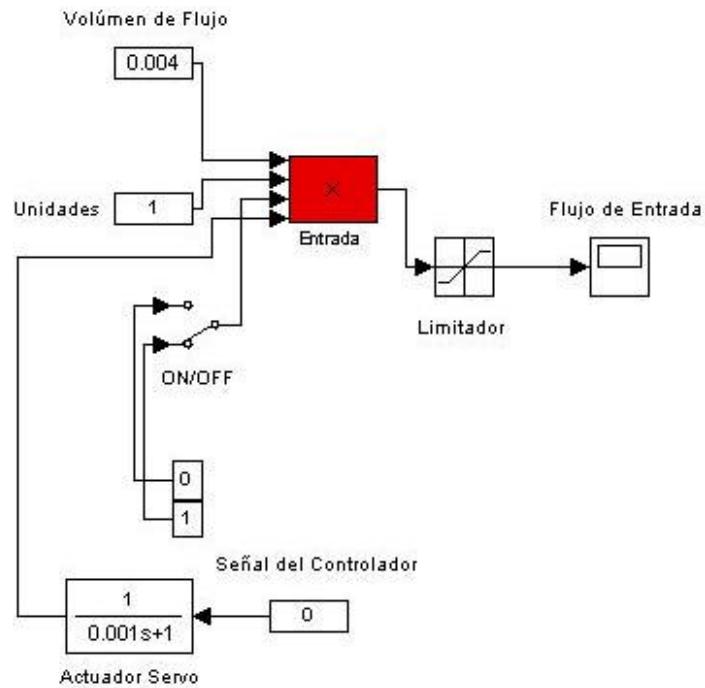 Volúmen de Flujo
0.004
Unidades
1
×
Entrada
Flujo de Entrada
Limitador
ON/OFF
0
1
Señal del Controlador
0
1
0.001s+1
Actuador Servo